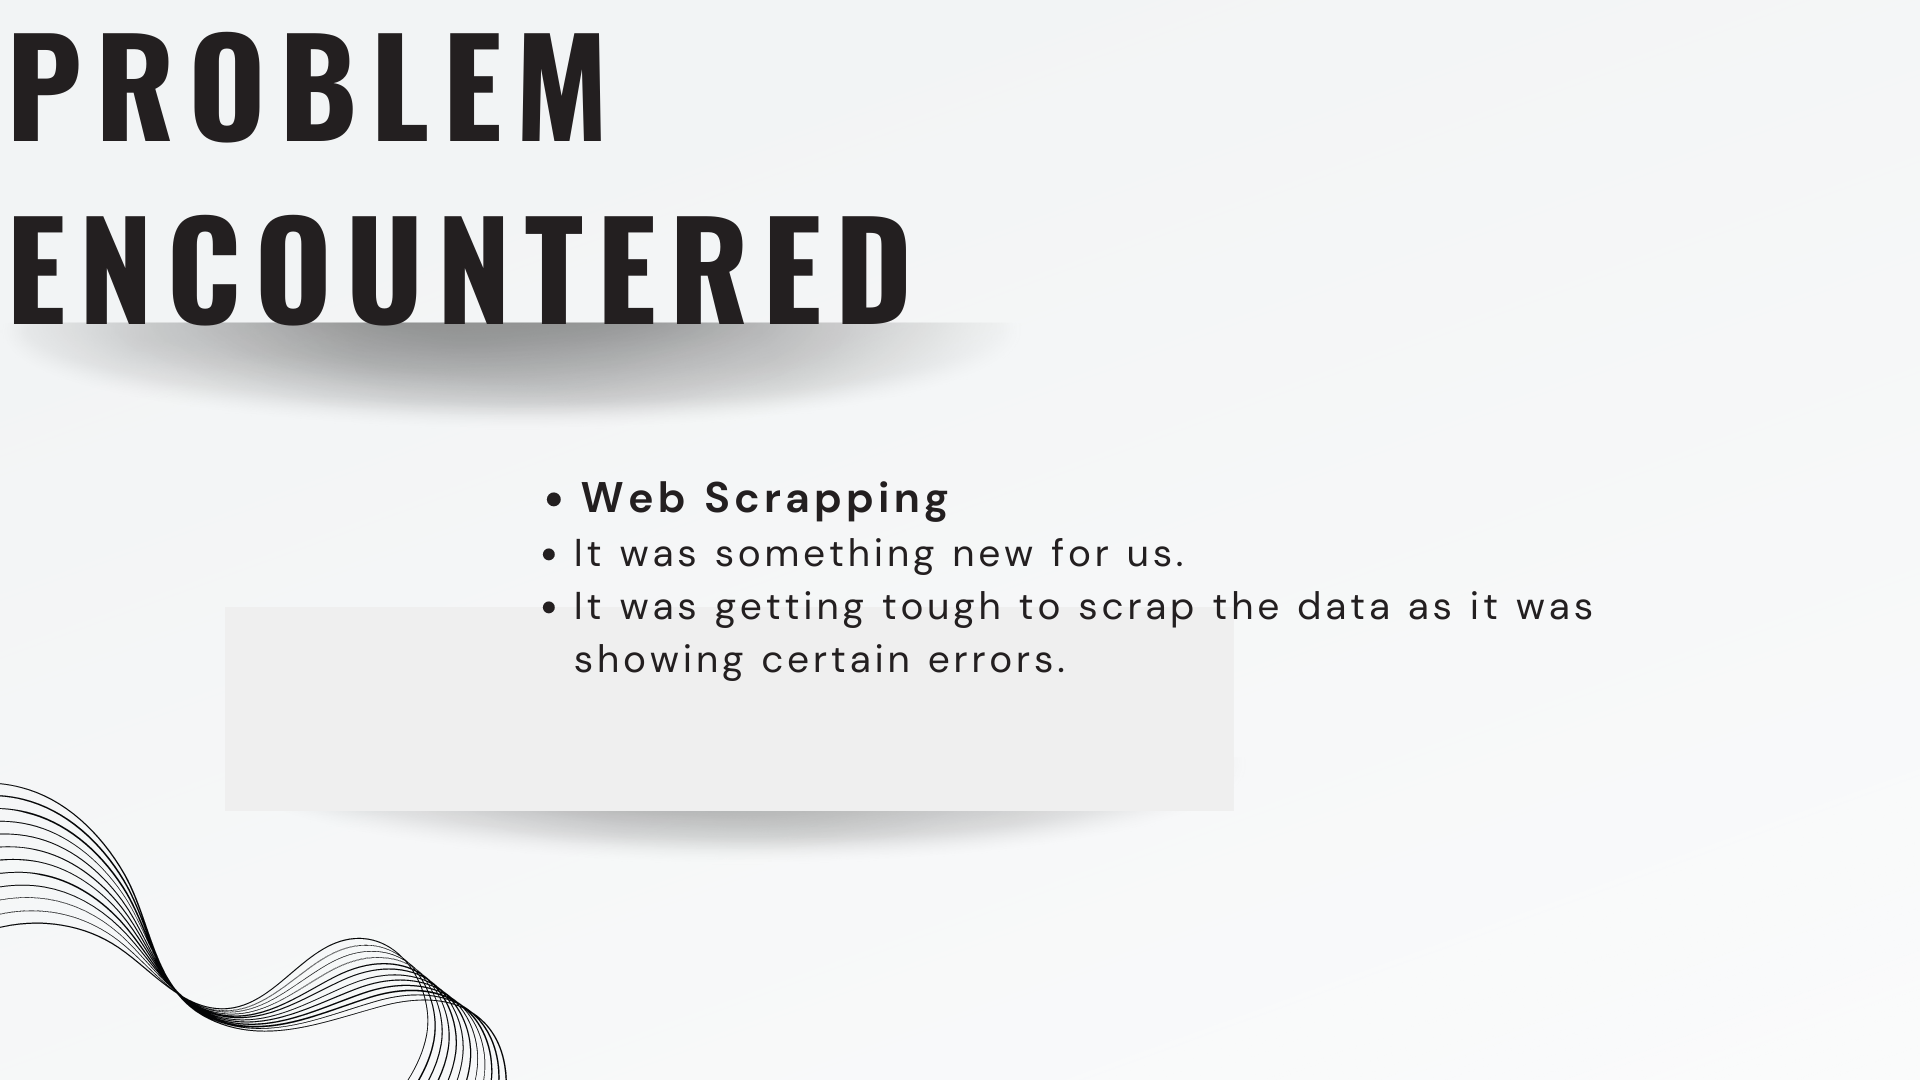 PROBLEM
ENCOUNTERED
• Web Scrapping
• It was something new for us.
• It was getting tough to scrap the data as it was
showing certain errors.